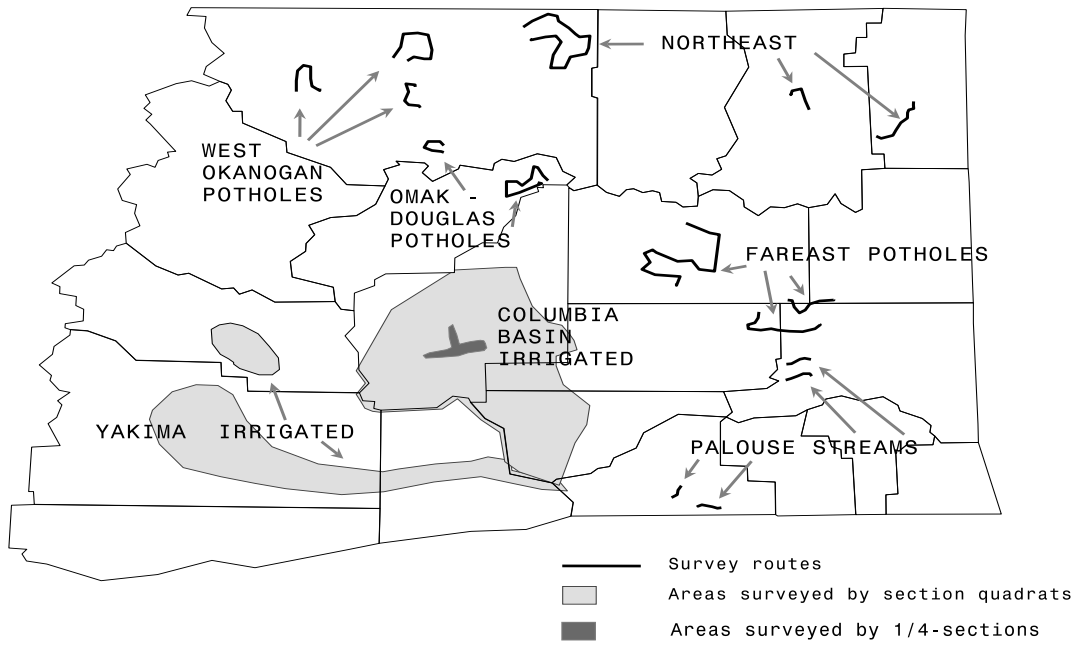 NORTHEAST
WEST
OKANOGAN
POTHOLES
OMAK -
DOUGLAS
POTHOLES
FAREAST POTHOLES
COLUMBIA
BASIN
IRRIGATED
YAKIMA IRRIGATED
PALOUSE STREAMS
Survey routes
Areas surveyed by section quadrats
Areas surveyed by 1/4-sections